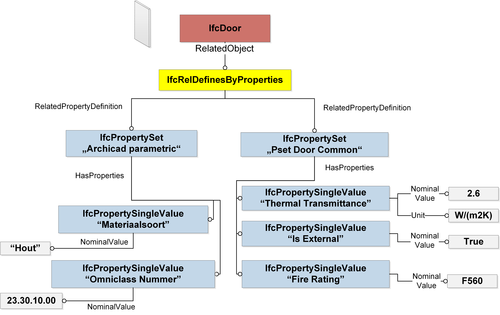 IfcDoor
RelatedObject
IfcRelDefinesByProperties
RelatedPropertyDefinition
RelatedPropertyDefinition
IfcPropertySet
„Archicad parametric“
IfcPropertySet
„Pset Door Common“
HasProperties
HasProperties
IfcPropertySingleValue
“Thermal Transmittance”
Nominal
Value
2.6
Unit
W/(m2K)
IfcPropertySingleValue
“Materiaalsoort”
“Hout”
NominalValue
IfcPropertySingleValue
“Is External”
Nominal
Value
True
IfcPropertySingleValue
“Omniclass Nummer”
23.30.10.00
NominalValue
IfcPropertySingleValue
“Fire Rating”
Nominal
Value
F560